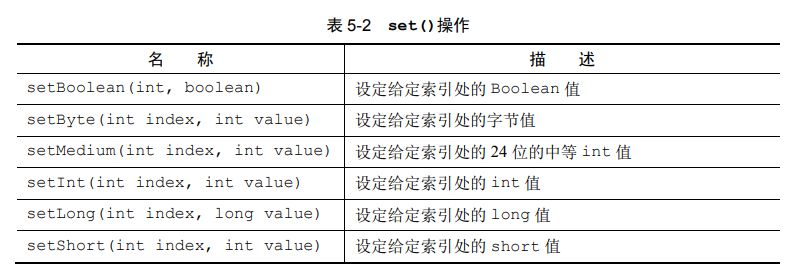 表 5-2 set()操作
名 称 描 述
setBoolean(int, boolean) 设定给定索引处的 Boolean 值
setByte(int index, int value) 设定给定索引处的字节值
setMedium(int index, int value) 设定给定索引处的 24 位的中等 int 值
setInt(int index, int value) 设定给定索引处的 int 值
setLong(int index, long value) 设定给定索引处的 long 值
setShort(int index, int value) 设定给定索引处的 short 值